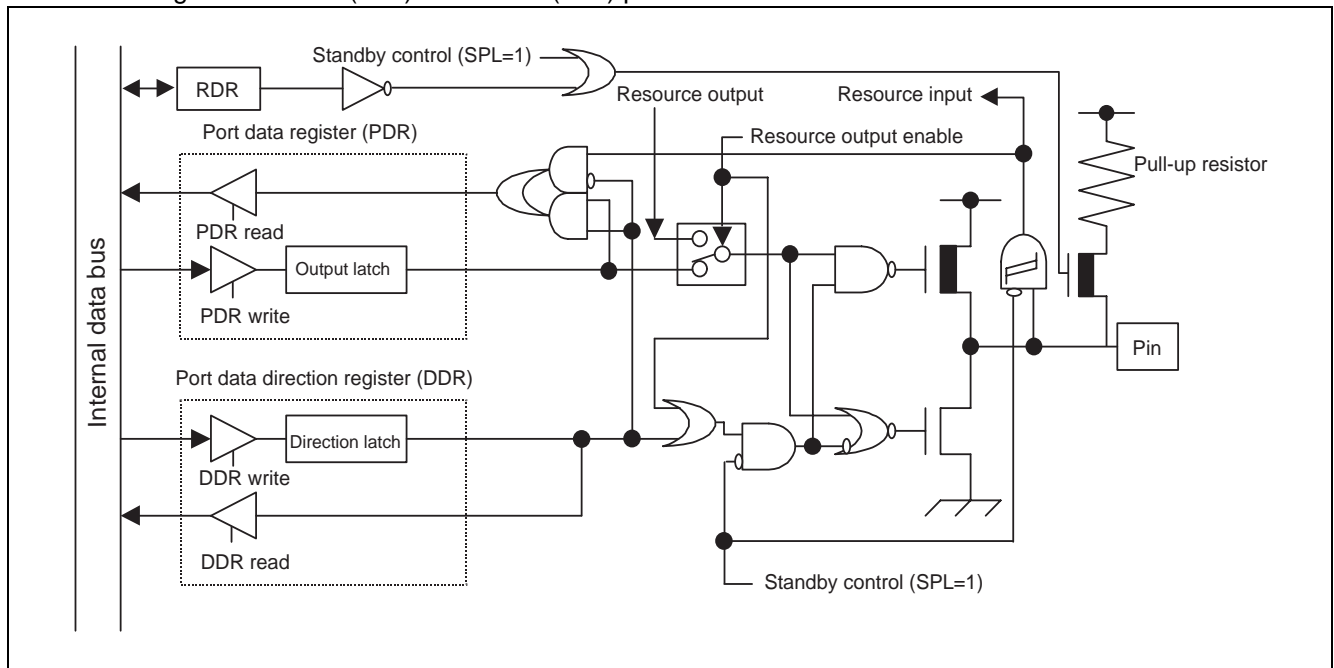 Standby control (SPL=1)
RDR
Resource output
Resource input
Port data register (PDR)
Resource output enable
Pull-up resistor
PDR read
Output latch
PDR write
Internal data bus
Pin
Port data direction register (DDR)
Direction latch
DDR write
DDR read
Standby control (SPL=1)